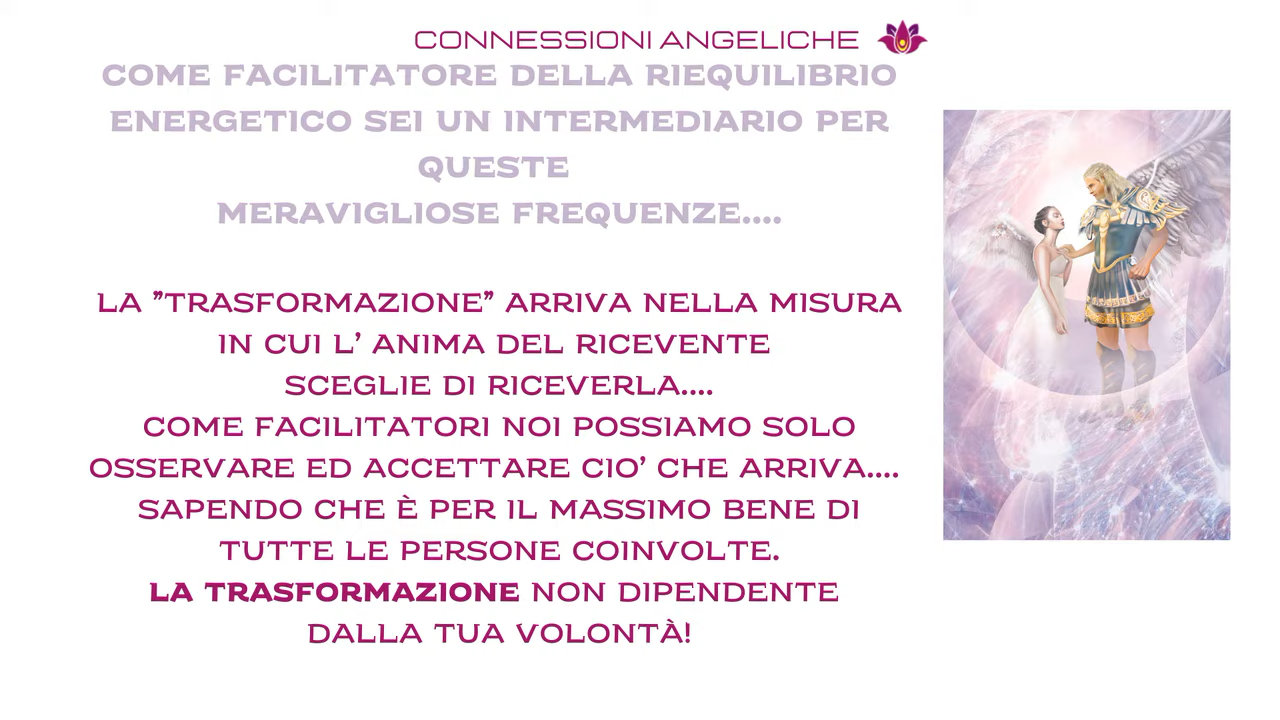 CONNESSIONI ANGELICHE
COME FACILITATORE DELLA RIEQUILIBRIO
ENERGETICO SEI UN INTERMEDIARIO PER
QUESTE
MERAVIGLIOSE FREQUENZE....
LA "TRASFORMAZIONE" ARRIVA NELLA MISURA
IN CUI L' ANIMA DEL RICEVENTE
SCEGLIE DI RICEVERLA....
COME FACILITATORI NOI POSSIAMO SOLO
OSSERVARE ED ACCETTARE CIO' CHE ARRIVA....
SAPENDO CHE È PER IL MASSIMO BENE DI
TUTTE LE PERSONE COINVOLTE.
LA TRASFORMAZIONE NON DIPENDENTE
DALLA TUA VOLONTÀ!